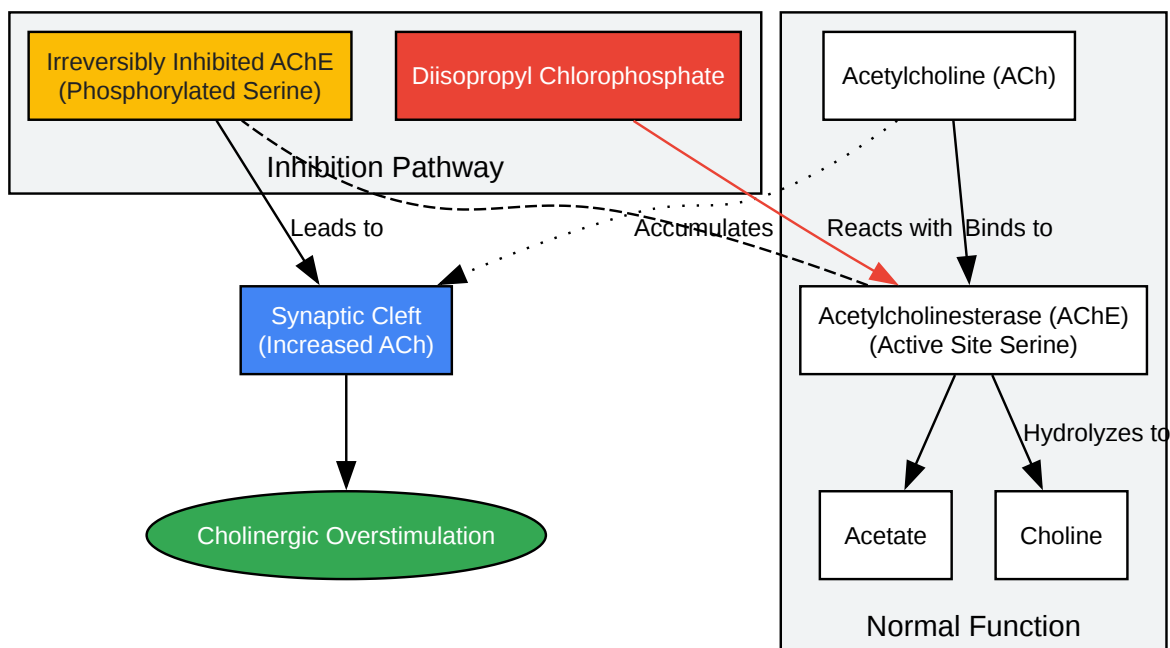 Irreversibly Inhibited AChE
(Phosphorylated Serine)
Diisopropyl Chlorophosphate
Acetylcholine (ACh)
Inhibition Pathway
Leads to
Accumulates
Reacts with
Binds to
Synaptic Cleft
(Increased ACh)
Acetylcholinesterase (AChE)
(Active Site Serine)
Hydrolyzes to
Cholinergic Overstimulation
Acetate
Choline
Normal Function